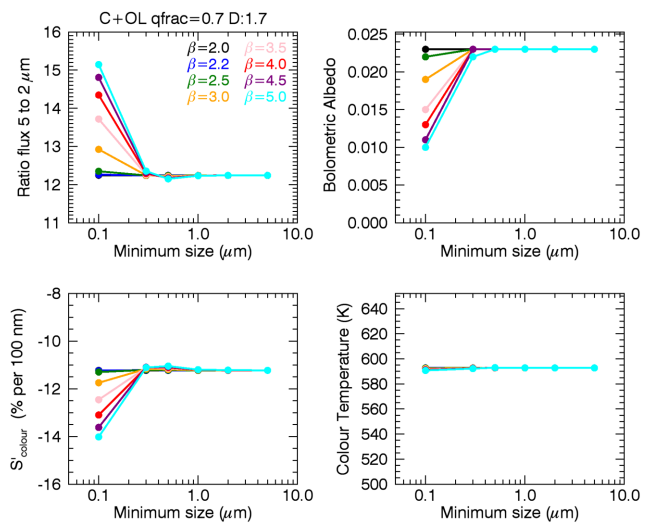 C+OL qfrac=0.7 D:1.7
16
15
14
13
12
11
Ratio flux 5 to 2 μm
β=2.0
β=2.2
β=2.5
β=3.0
β=3.5
β=4.0
β=4.5
β=5.0
0.1
1.0
10.0
Minimum size (μm)
0.025
0.020
0.015
0.010
0.005
0.000
Bolometric Albedo
0.1
1.0
10.0
Minimum size (μm)
-8
-10
-12
-14
-16
S'colour (% per 100 nm)
0.1
1.0
10.0
Minimum size (μm)
640
620
600
580
560
540
520
500
Colour Temperature (K)
0.1
1.0
10.0
Minimum size (μm)